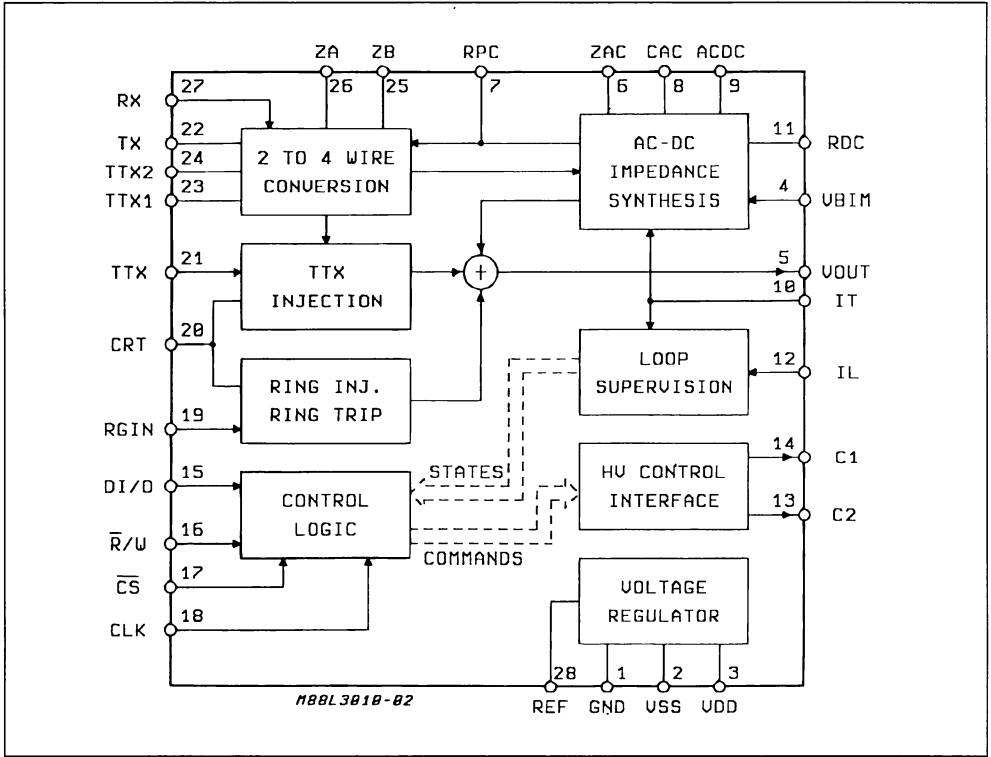 ZA ZB RPC ZAC CAC ACDC
26 25 7 6 8 9
RX 27
TX 22
TTX2 24
TTX1 23
2 TO 4 WIRE
CONVERSION
AC-DC
IMPEDANCE
SYNTHESIS
11 RDC
4 VBIM
TTX 21
TTX
INJECTION
+
5 VOUT
10 IT
CRT 20
RING INJ.
RING TRIP
RGIN 19
LOOP
SUPERVISION
12 IL
DI/O 15
R̅/W 16
C̅S̅ 17
CLK 18
CONTROL
LOGIC
STATES
COMMANDS
HV CONTROL
INTERFACE
14 C1
13 C2
VOLTAGE
REGULATOR
28 1 2 3
REF GND VSS VDD
M88L3010-02